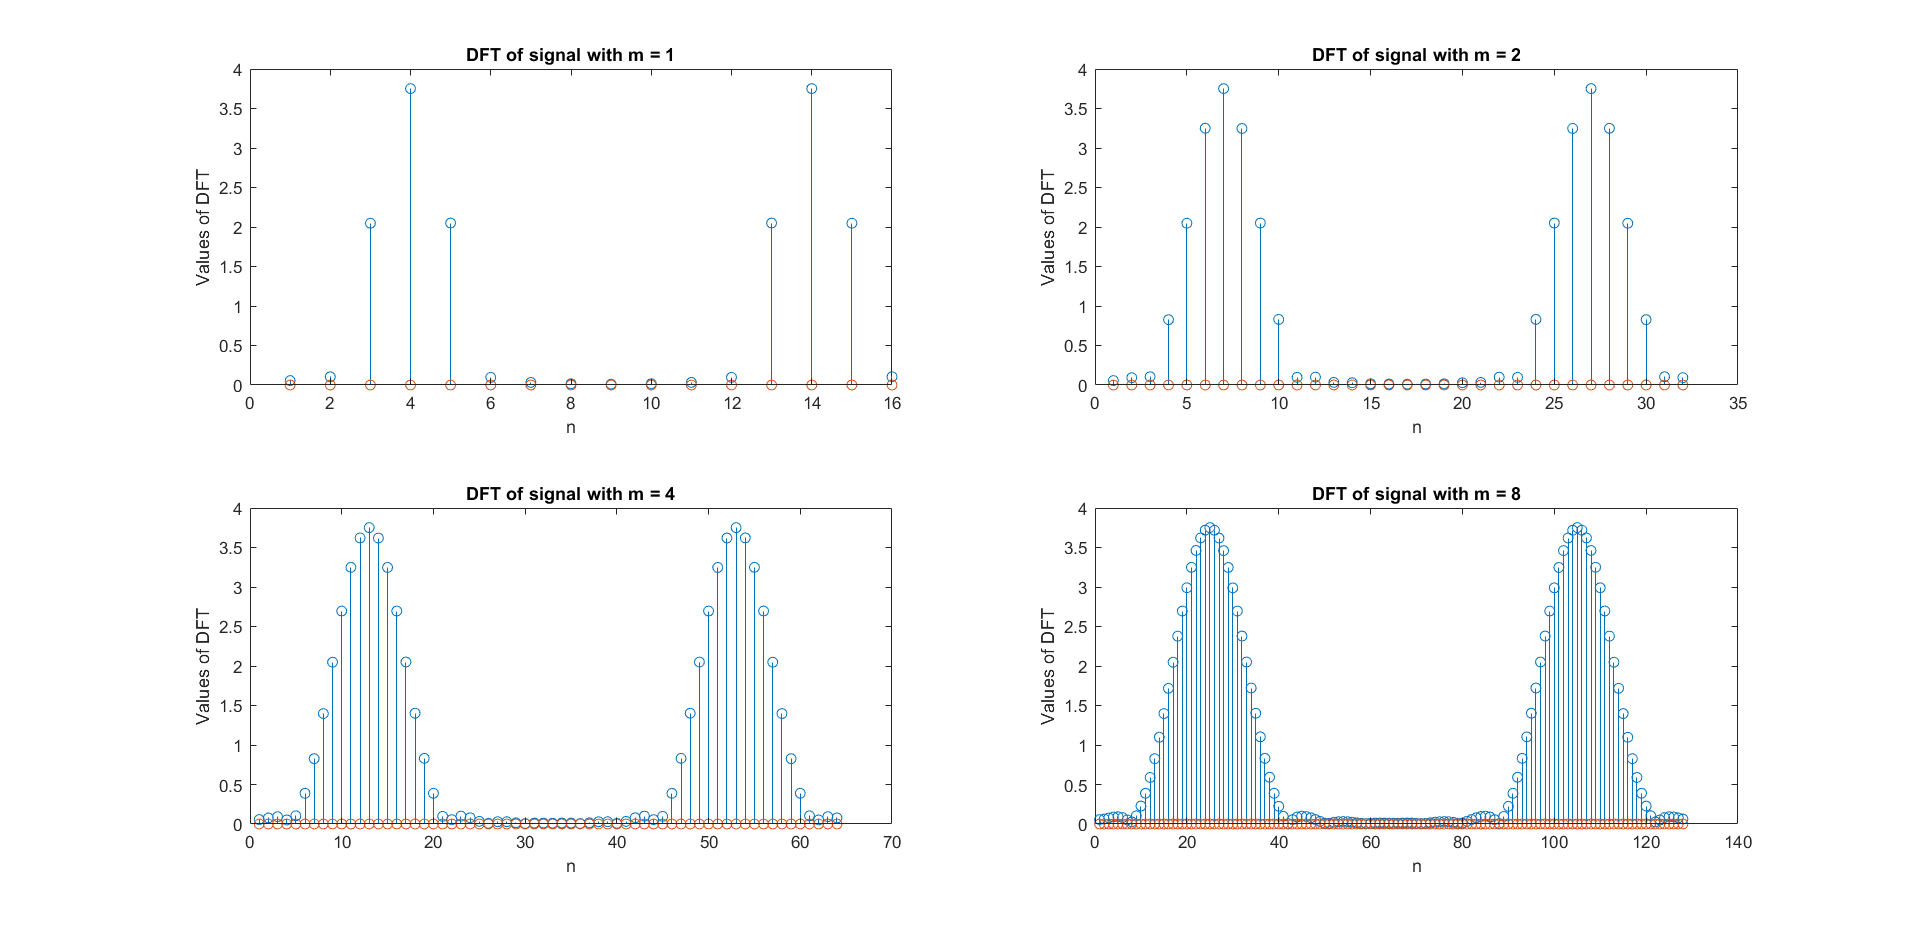 DFT of signal with m = 1
4
3.5
3
2.5
2
1.5
1
0.5
0
Values of DFT
0 2 4 6 8 10 12 14 16
n
DFT of signal with m = 2
4
3.5
3
2.5
2
1.5
1
0.5
0
Values of DFT
0 5 10 15 20 25 30 35
n
DFT of signal with m = 4
4
3.5
3
2.5
2
1.5
1
0.5
0
Values of DFT
0 10 20 30 40 50 60 70
n
DFT of signal with m = 8
4
3.5
3
2.5
2
1.5
1
0.5
0
Values of DFT
0 20 40 60 80 100 120 140
n